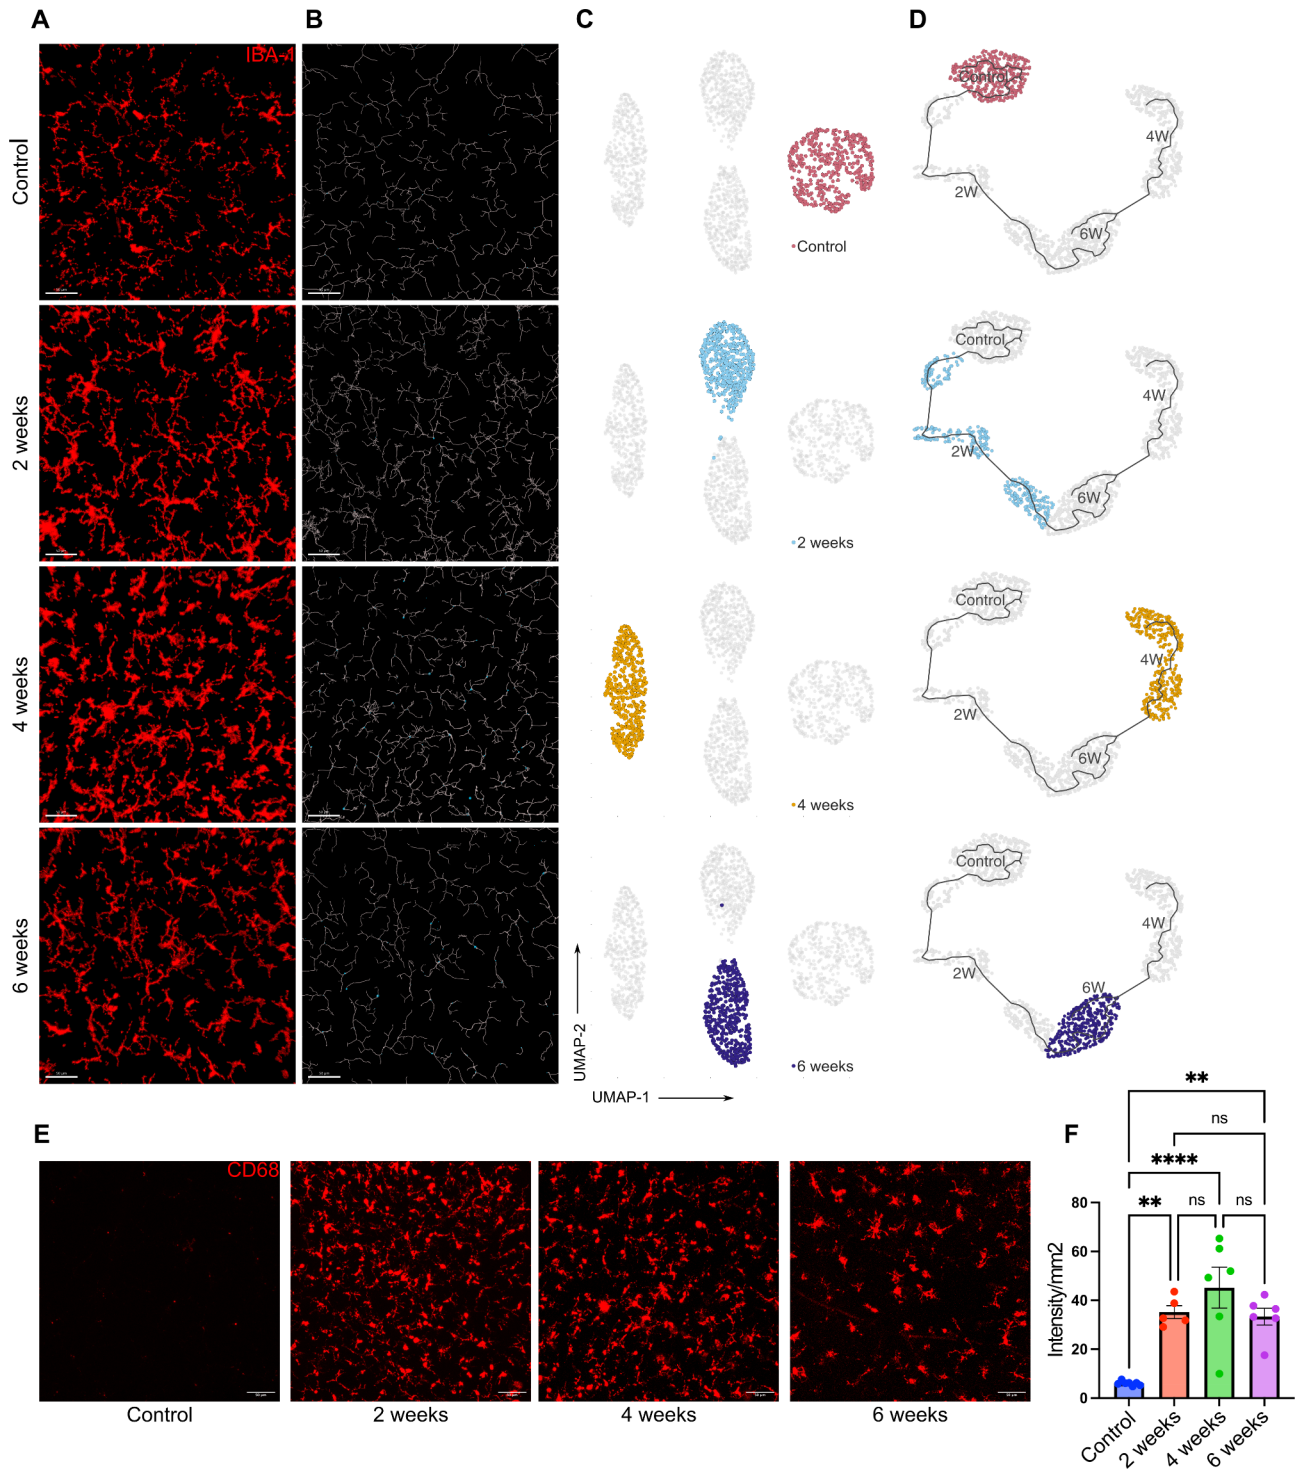 A
B
C
D
IBA-1
Control
2 weeks
4 weeks
6 weeks
Control
2 weeks
4 weeks
6 weeks
UMAP-2
UMAP-1
Control
2W
6W
4W
Control
2W
6W
4W
Control
2W
6W
4W
Control
2W
6W
4W
E
CD68
Control
2 weeks
4 weeks
6 weeks
F
**
ns
****
**
ns
ns
Intensity/mm2
80
60
40
20
0
Control
2 weeks
4 weeks
6 weeks